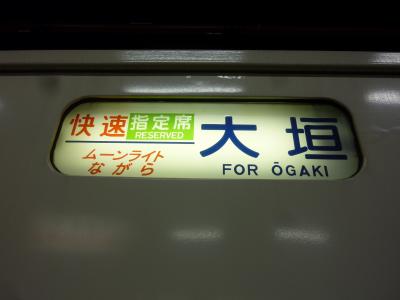 快速 指定席
RESERVED
ムーンライト
ながら
大垣
FOR ŌGAKI